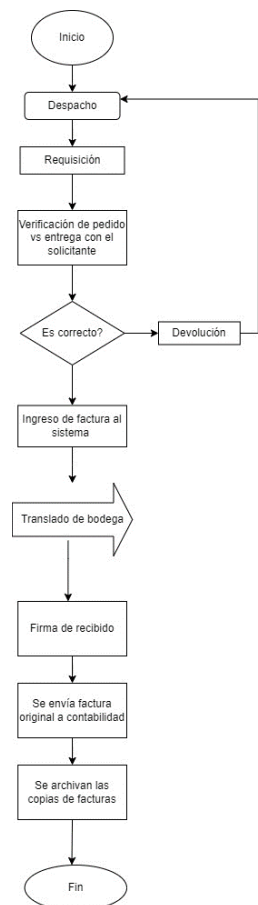 Inicio
Despacho
Requisición
Verificación de pedido
vs entrega con el
solicitante
Es correcto?
Devolución
Ingreso de factura al
sistema
Translado de bodega
Firma de recibido
Se envía factura
original a contabilidad
Se archivan las
copias de facturas
Fin